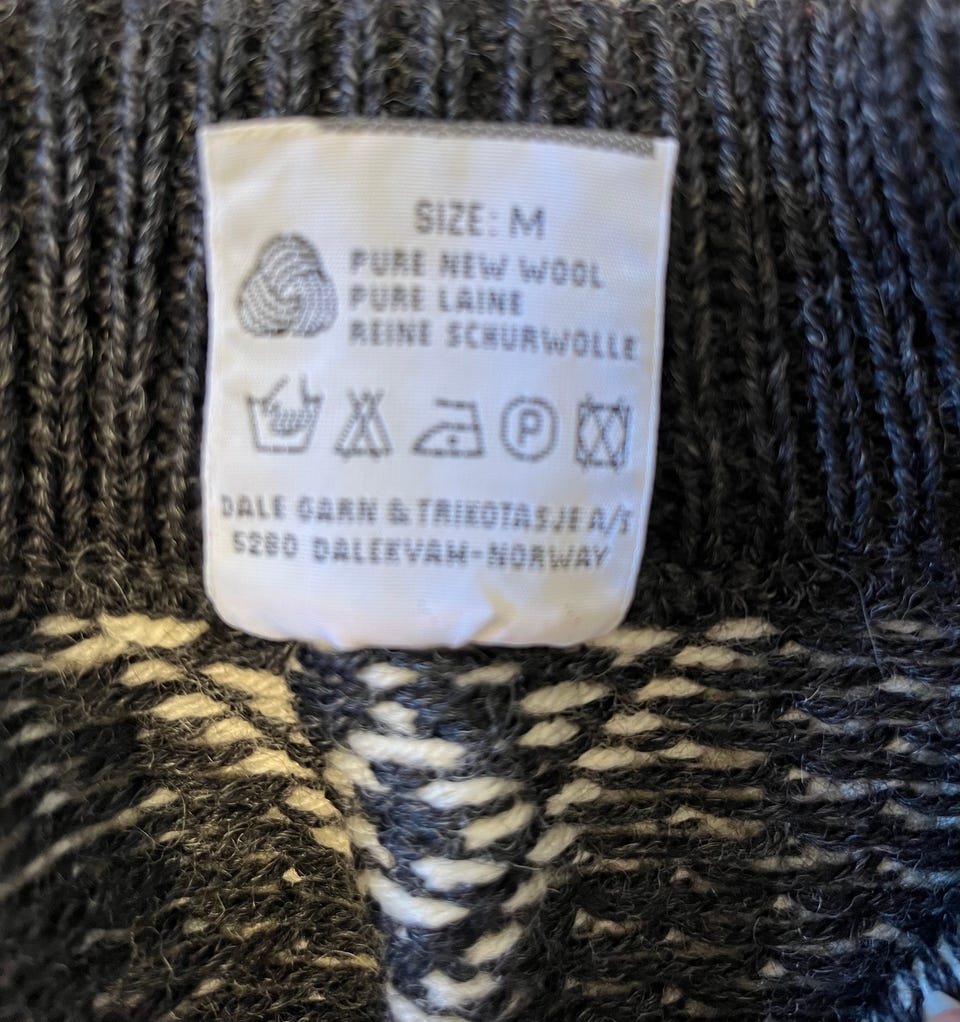 SIZE: M
PURE NEW WOOL
PURE LAINE
REINE SCHURWOLLE
P
DALE GARN & TRIKOTASJE A/S
5280 DALEKVAM-NORWAY